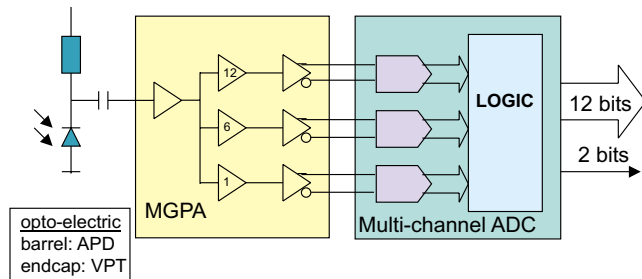 12
6
1
MGPA
LOGIC
Multi-channel ADC
12 bits
2 bits
opto-electric
barrel: APD
endcap: VPT